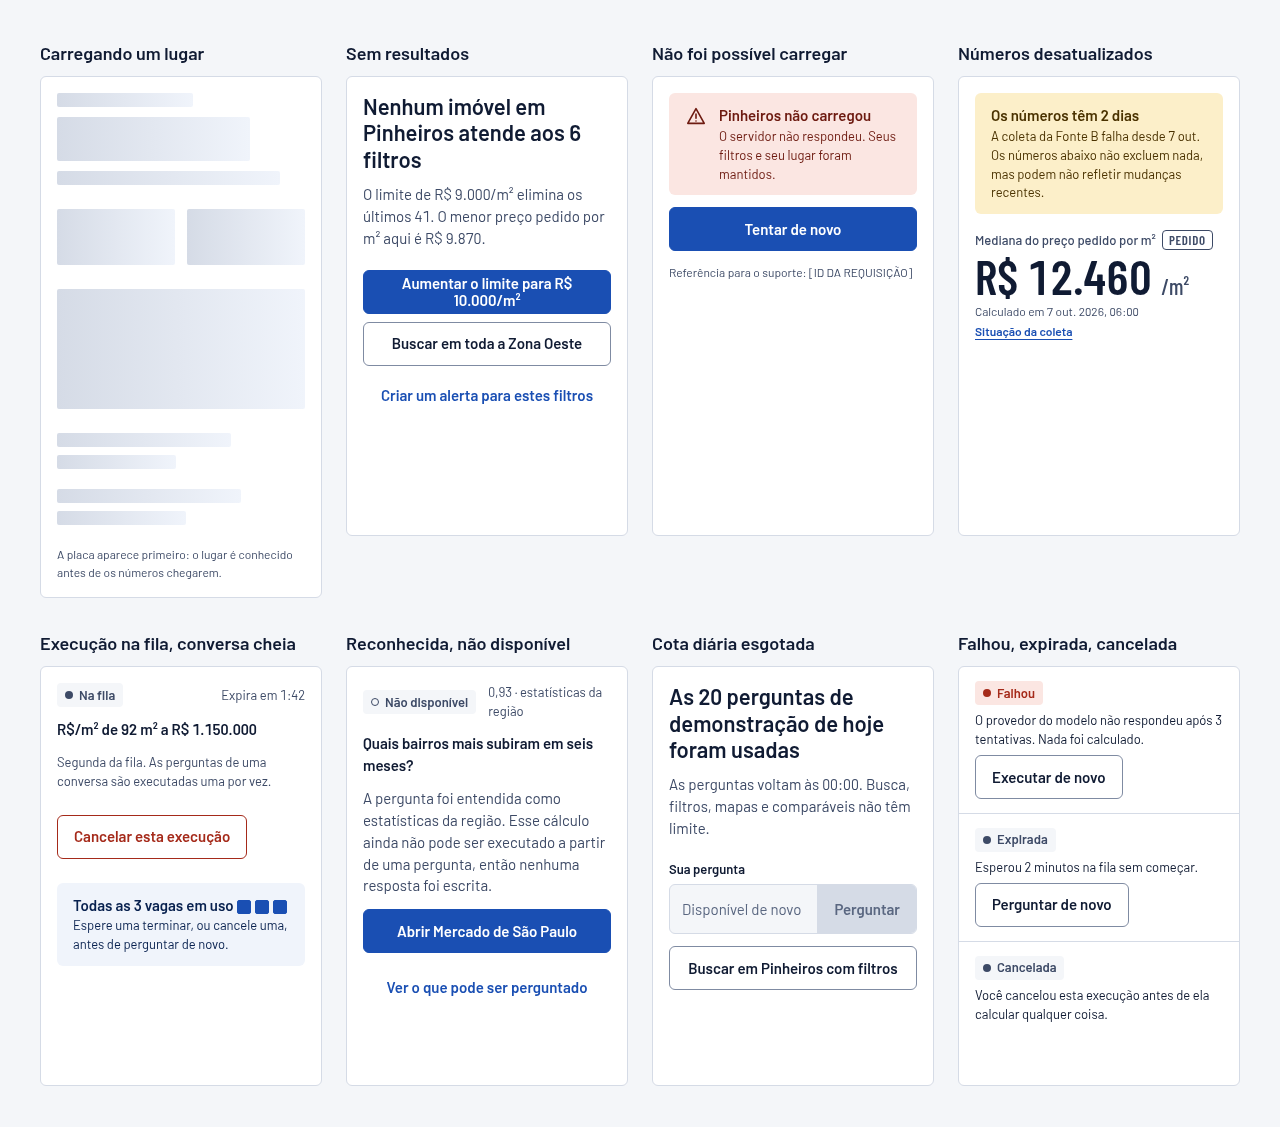 Carregando um lugar
A placa aparece primeiro: o lugar é conhecido
antes de os números chegarem.
Sem resultados
Nenhum imóvel em
Pinheiros atende aos 6
filtros
O limite de R$ 9.000/m² elimina os
últimos 41. O menor preço pedido por
m² aqui é R$ 9.870.
Aumentar o limite para R$
10.000/m²
Buscar em toda a Zona Oeste
Criar um alerta para estes filtros
Não foi possível carregar
Pinheiros não carregou
O servidor não respondeu. Seus
filtros e seu lugar foram
mantidos.
Tentar de novo
Referência para o suporte: [ID DA REQUISIÇÃO]
Números desatualizados
Os números têm 2 dias
A coleta da Fonte B falha desde 7 out.
Os números abaixo não excluem nada,
mas podem não refletir mudanças
recentes.
Mediana do preço pedido por m² PEDIDO
R$ 12.460 /m²
Calculado em 7 out. 2026, 06:00
Situação da coleta
Execução na fila, conversa cheia
Na fila Expira em 1:42
R$/m² de 92 m² a R$ 1.150.000
Segunda da fila. As perguntas de uma
conversa são executadas uma por vez.
Cancelar esta execução
Todas as 3 vagas em uso
Espere uma terminar, ou cancele uma,
antes de perguntar de novo.
Reconhecida, não disponível
Não disponível 0,93 · estatísticas da
região
Quais bairros mais subiram em seis
meses?
A pergunta foi entendida como
estatísticas da região. Esse cálculo
ainda não pode ser executado a partir
de uma pergunta, então nenhuma
resposta foi escrita.
Abrir Mercado de São Paulo
Ver o que pode ser perguntado
Cota diária esgotada
As 20 perguntas de
demonstração de hoje
foram usadas
As perguntas voltam às 00:00. Busca,
filtros, mapas e comparáveis não têm
limite.
Sua pergunta
Disponível de novo Perguntar
Buscar em Pinheiros com filtros
Falhou, expirada, cancelada
Falhou
O provedor do modelo não respondeu após 3
tentativas. Nada foi calculado.
Executar de novo
Expirada
Esperou 2 minutos na fila sem começar.
Perguntar de novo
Cancelada
Você cancelou esta execução antes de ela
calcular qualquer coisa.